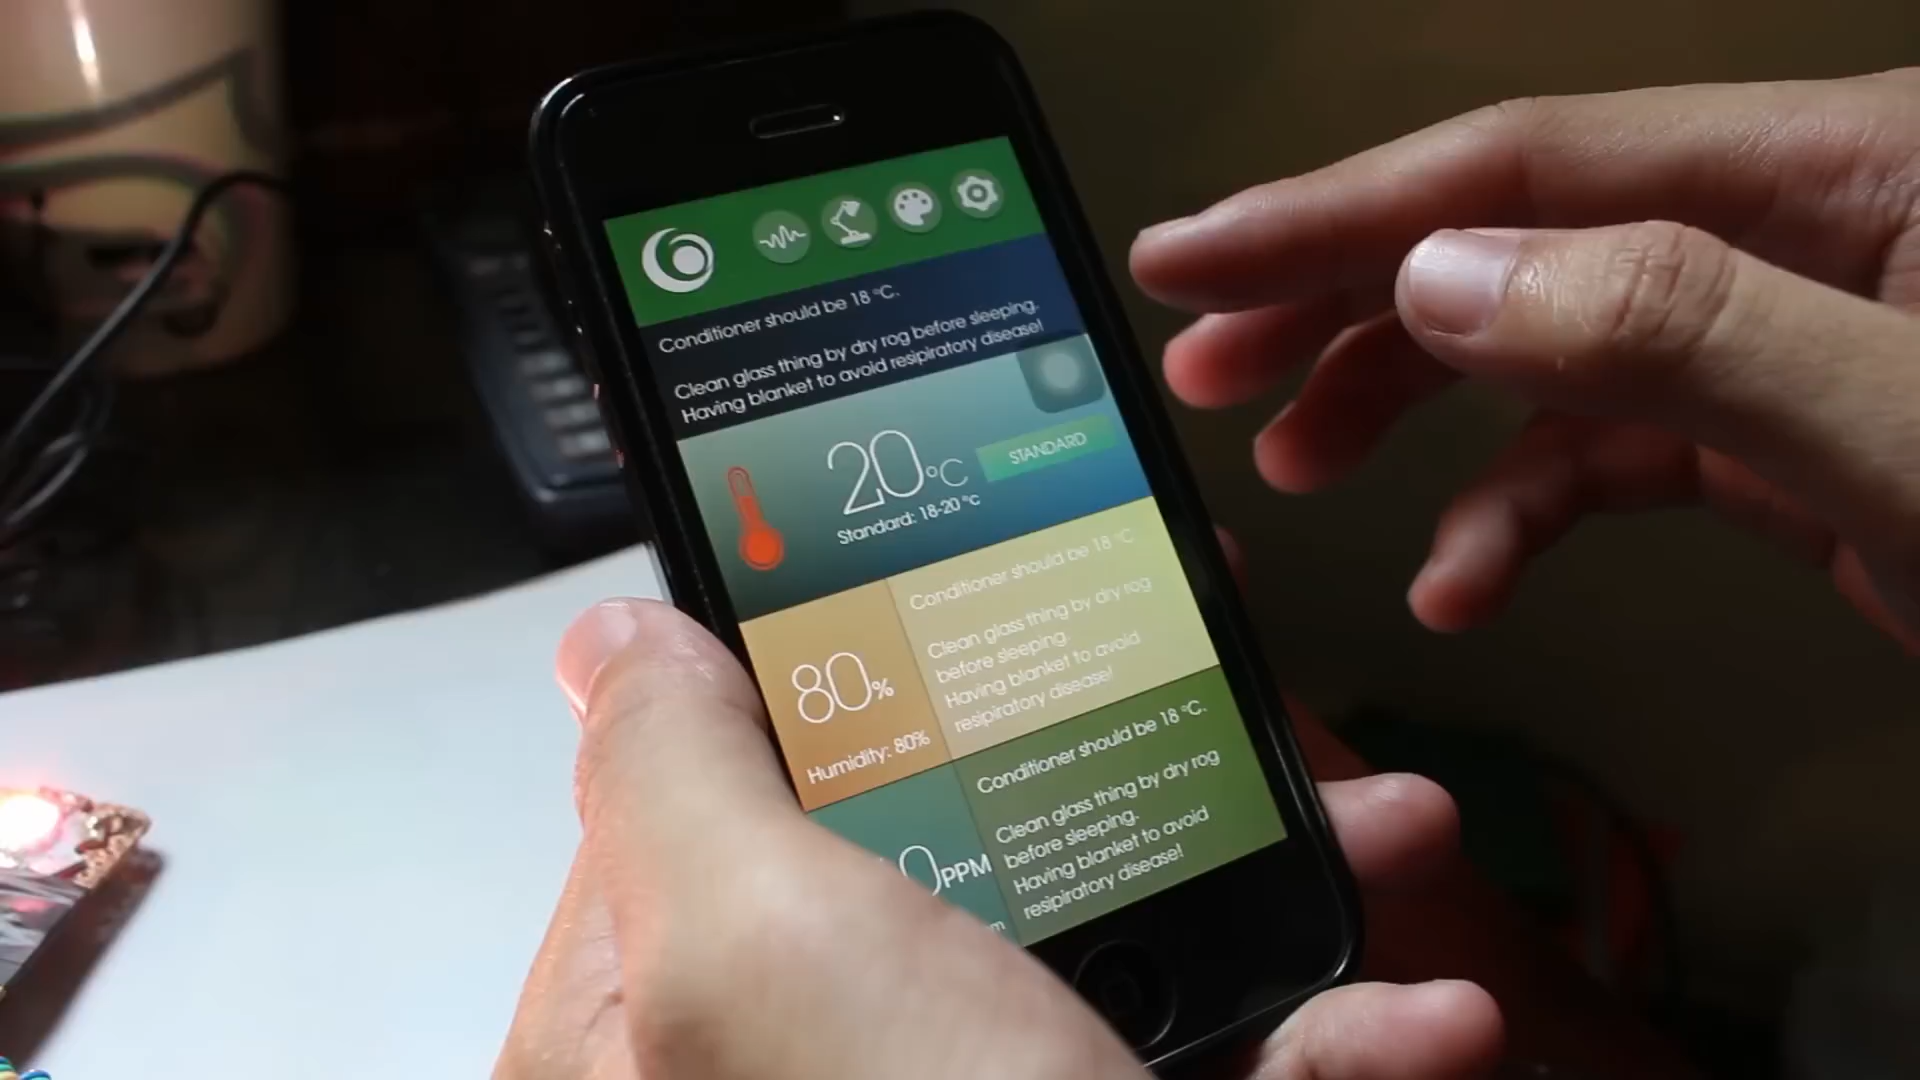 Conditioner should be 18 °C.
Clean glass thing by dry rog before sleeping.
Having blanket to avoid resipiratory disease!
20°C
STANDARD
Standard: 18-20 °c
Conditioner should be 18 °C
Clean glass thing by dry rog
before sleeping.
Having blanket to avoid
resipiratory disease!
80%
Humidity: 80%
Conditioner should be 18 °C.
Clean glass thing by dry rog
before sleeping.
Having blanket to avoid
resipiratory disease!
PPM